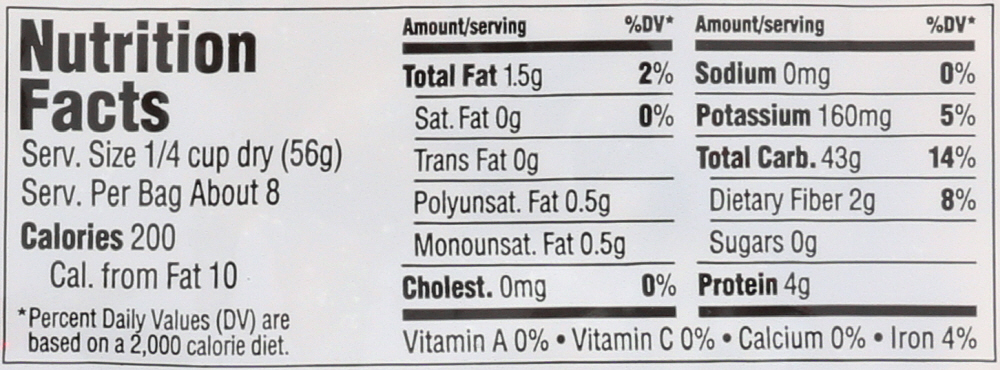 Nutrition
Facts
Serv. Size 1/4 cup dry (56g)
Serv. Per Bag About 8
Calories 200
Cal. from Fat 10
*Percent Daily Values (DV) are
based on a 2,000 calorie diet.
Amount/serving %DV*
Total Fat 1.5g 2%
Sat. Fat 0g 0%
Trans Fat 0g
Polyunsat. Fat 0.5g
Monounsat. Fat 0.5g
Cholest. 0mg 0%
Amount/serving %DV*
Sodium 0mg 0%
Potassium 160mg 5%
Total Carb. 43g 14%
Dietary Fiber 2g 8%
Sugars 0g
Protein 4g
Vitamin A 0% • Vitamin C 0% • Calcium 0% • Iron 4%